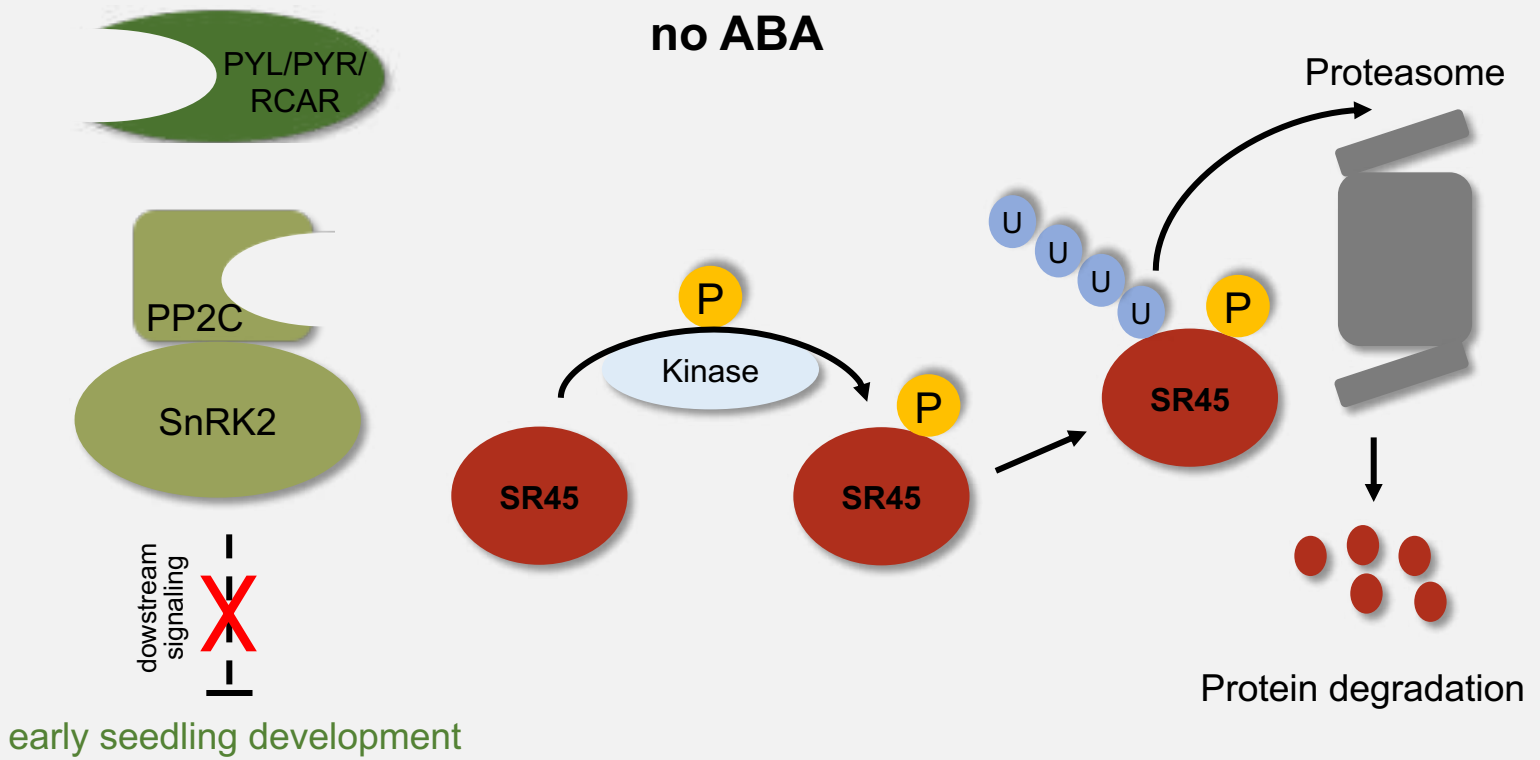 no ABA
PYL/PYR/
RCAR
PP2C
SnRK2
dowstream
signaling
X
early seedling development
SR45
P
Kinase
P
SR45
U
U
U
U
P
SR45
Proteasome
Protein degradation